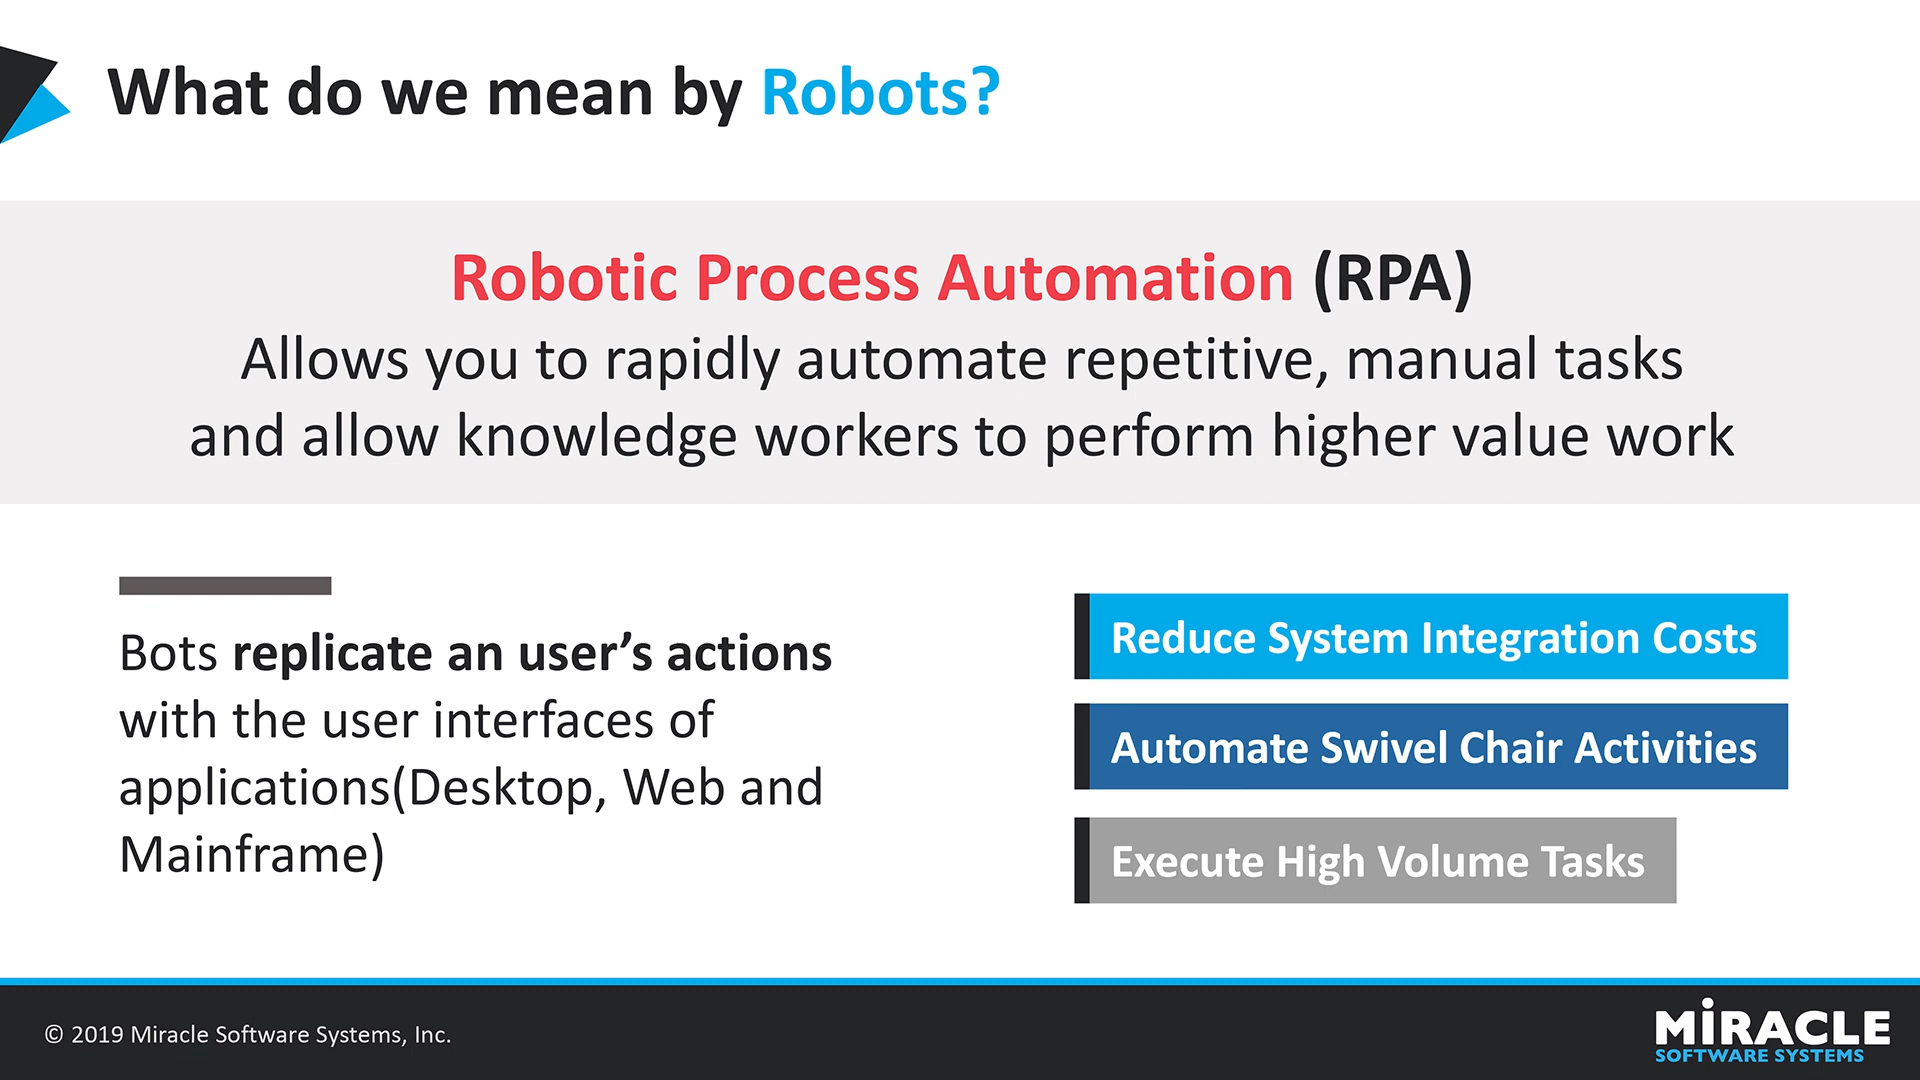 What do we mean by Robots?
Robotic Process Automation (RPA)
Allows you to rapidly automate repetitive, manual tasks
and allow knowledge workers to perform higher value work
Bots replicate an user’s actions
with the user interfaces of
applications(Desktop, Web and
Mainframe)
Reduce System Integration Costs
Automate Swivel Chair Activities
Execute High Volume Tasks
© 2019 Miracle Software Systems, Inc.
MiRACLE
SOFTWARE SYSTEMS